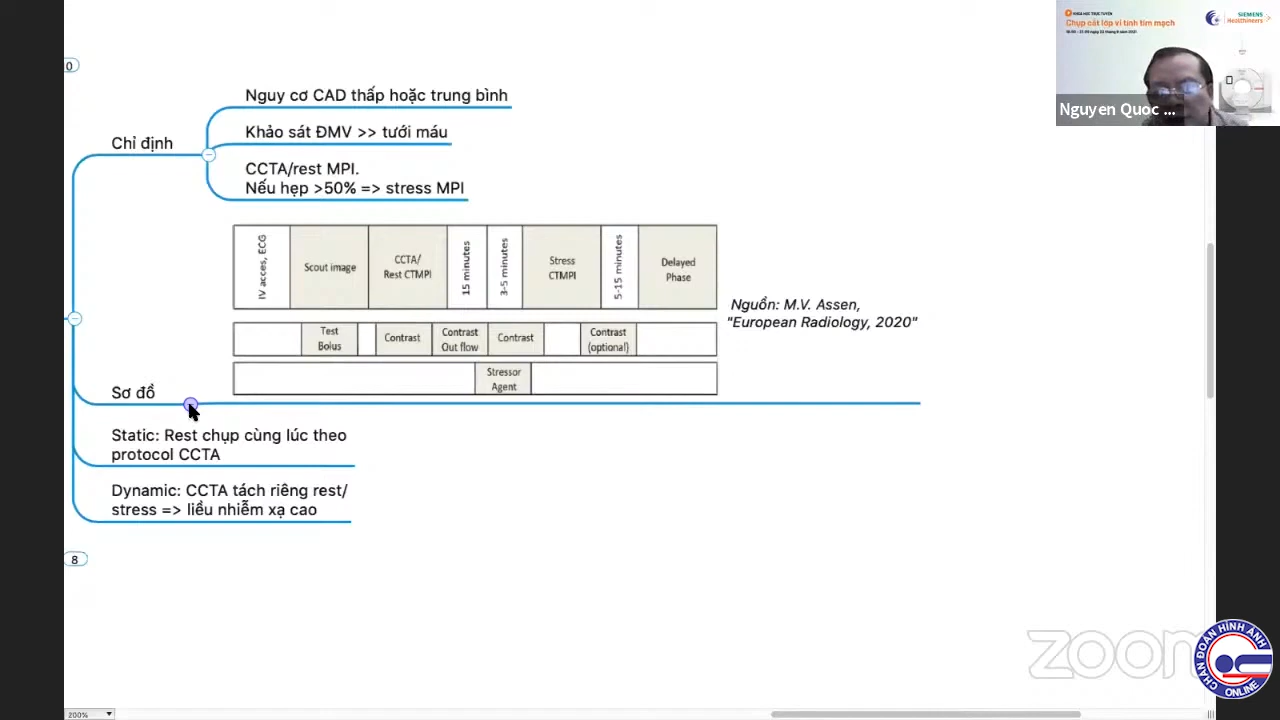 0
Nguy cơ CAD thấp hoặc trung bình
Khảo sát ĐMV >> tưới máu
Chỉ định
CCTA/rest MPI.
Nếu hẹp >50% => stress MPI
IV acces, ECG
Scout image
CCTA/
Rest CTMPI
15 minutes
3-5 minutes
Stress
CTMPI
5-15 minutes
Delayed
Phase
Test
Bolus
Contrast
Contrast
Out flow
Contrast
Contrast
(optional)
Stressor
Agent
Nguồn: M.V. Assen,
"European Radiology, 2020"
Sơ đồ
Static: Rest chụp cùng lúc theo
protocol CCTA
Dynamic: CCTA tách riêng rest/
stress => liều nhiễm xạ cao
8
200%
KHÓA HỌC TRỰC TUYẾN
Chụp cắt lớp vi tính tim mạch
SIEMENS
Healthineers
Nguyen Quoc ...
zoom
CHẨN ĐOÁN HÌNH ẢNH
ONLINE